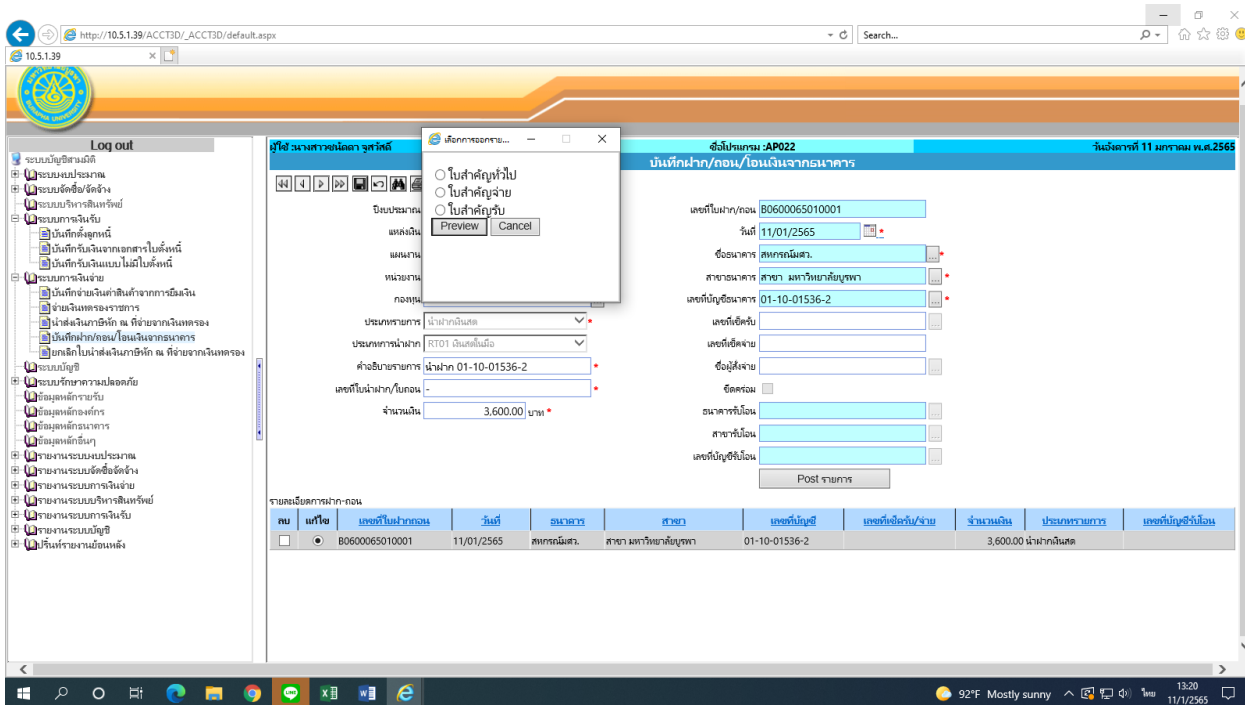 http://10.5.1.39/ACCT3D/_ACCT3D/default.aspx
Search...
10.5.1.39
BURAPHA UNIVERSITY
Log out
ระบบบัญชีสามมิติ
ระบบงบประมาณ
ระบบจัดซื้อ/จัดจ้าง
ระบบบริหารสินทรัพย์
ระบบการเงินรับ
บันทึกตั้งลูกหนี้
บันทึกรับเงินจากเอกสารใบตั้งหนี้
บันทึกรับเงินแบบไม่มีใบตั้งหนี้
ระบบการเงินจ่าย
บันทึกจ่ายเงินค่าสินค้าจากการยืมเงิน
จ่ายเงินทดรองราชการ
นำส่งเงินภาษีหัก ณ ที่จ่ายจากเงินทดรอง
บันทึกฝาก/ถอน/โอนเงินจากธนาคาร
ยกเลิกใบนำส่งเงินภาษีหัก ณ ที่จ่ายจากเงินทดรอง
ระบบบัญชี
ระบบรักษาความปลอดภัย
ข้อมูลหลักรายรับ
ข้อมูลหลักองค์กร
ข้อมูลหลักธนาคาร
ข้อมูลหลักอื่นๆ
รายงานระบบงบประมาณ
รายงานระบบจัดซื้อจัดจ้าง
รายงานระบบการเงินจ่าย
รายงานระบบบริหารสินทรัพย์
รายงานระบบการเงินรับ
รายงานระบบบัญชี
ปริ้นท์รายงานย้อนหลัง
ผู้ใช้ :นางสาวชนัดดา จูสวัสดิ์
ชื่อโปรแกรม :AP022
วันอังคารที่ 11 มกราคม พ.ศ.2565
บันทึกฝาก/ถอน/โอนเงินจากธนาคาร
เลือกการออกราย...
ใบสำคัญทั่วไป
ใบสำคัญจ่าย
ใบสำคัญรับ
Preview Cancel
ปีงบประมาณ
แหล่งเงิน
แผนงาน
หน่วยงาน
กองทุน
ประเภทรายการ นำฝากเงินสด *
ประเภทการนำฝาก RT01 เงินสดในมือ
คำอธิบายรายการ นำฝาก 01-10-01536-2 *
เลขที่ใบนำฝาก/ใบถอน - *
จำนวนเงิน 3,600.00 บาท *
เลขที่ใบฝาก/ถอน B0600065010001
วันที่ 11/01/2565 *
ชื่อธนาคาร สหกรณ์มศว. ... *
สาขาธนาคาร สาขา มหาวิทยาลัยบูรพา ... *
เลขที่บัญชีธนาคาร 01-10-01536-2 ... *
เลขที่เช็ครับ ...
เลขที่เช็คจ่าย
ชื่อผู้สั่งจ่าย ...
ขีดคร่อม
ธนาคารรับโอน ...
สาขารับโอน ...
เลขที่บัญชีรับโอน ...
Post รายการ
รายละเอียดการฝาก-ถอน
ลบ แก้ไข เลขที่ใบฝากถอน วันที่ ธนาคาร สาขา เลขที่บัญชี เลขที่เช็ครับ/จ่าย จำนวนเงิน ประเภทรายการ เลขที่บัญชีรับโอน
B0600065010001 11/01/2565 สหกรณ์มศว. สาขา มหาวิทยาลัยบูรพา 01-10-01536-2 3,600.00 นำฝากเงินสด
92°F Mostly sunny ไทย 13:20
11/1/2565